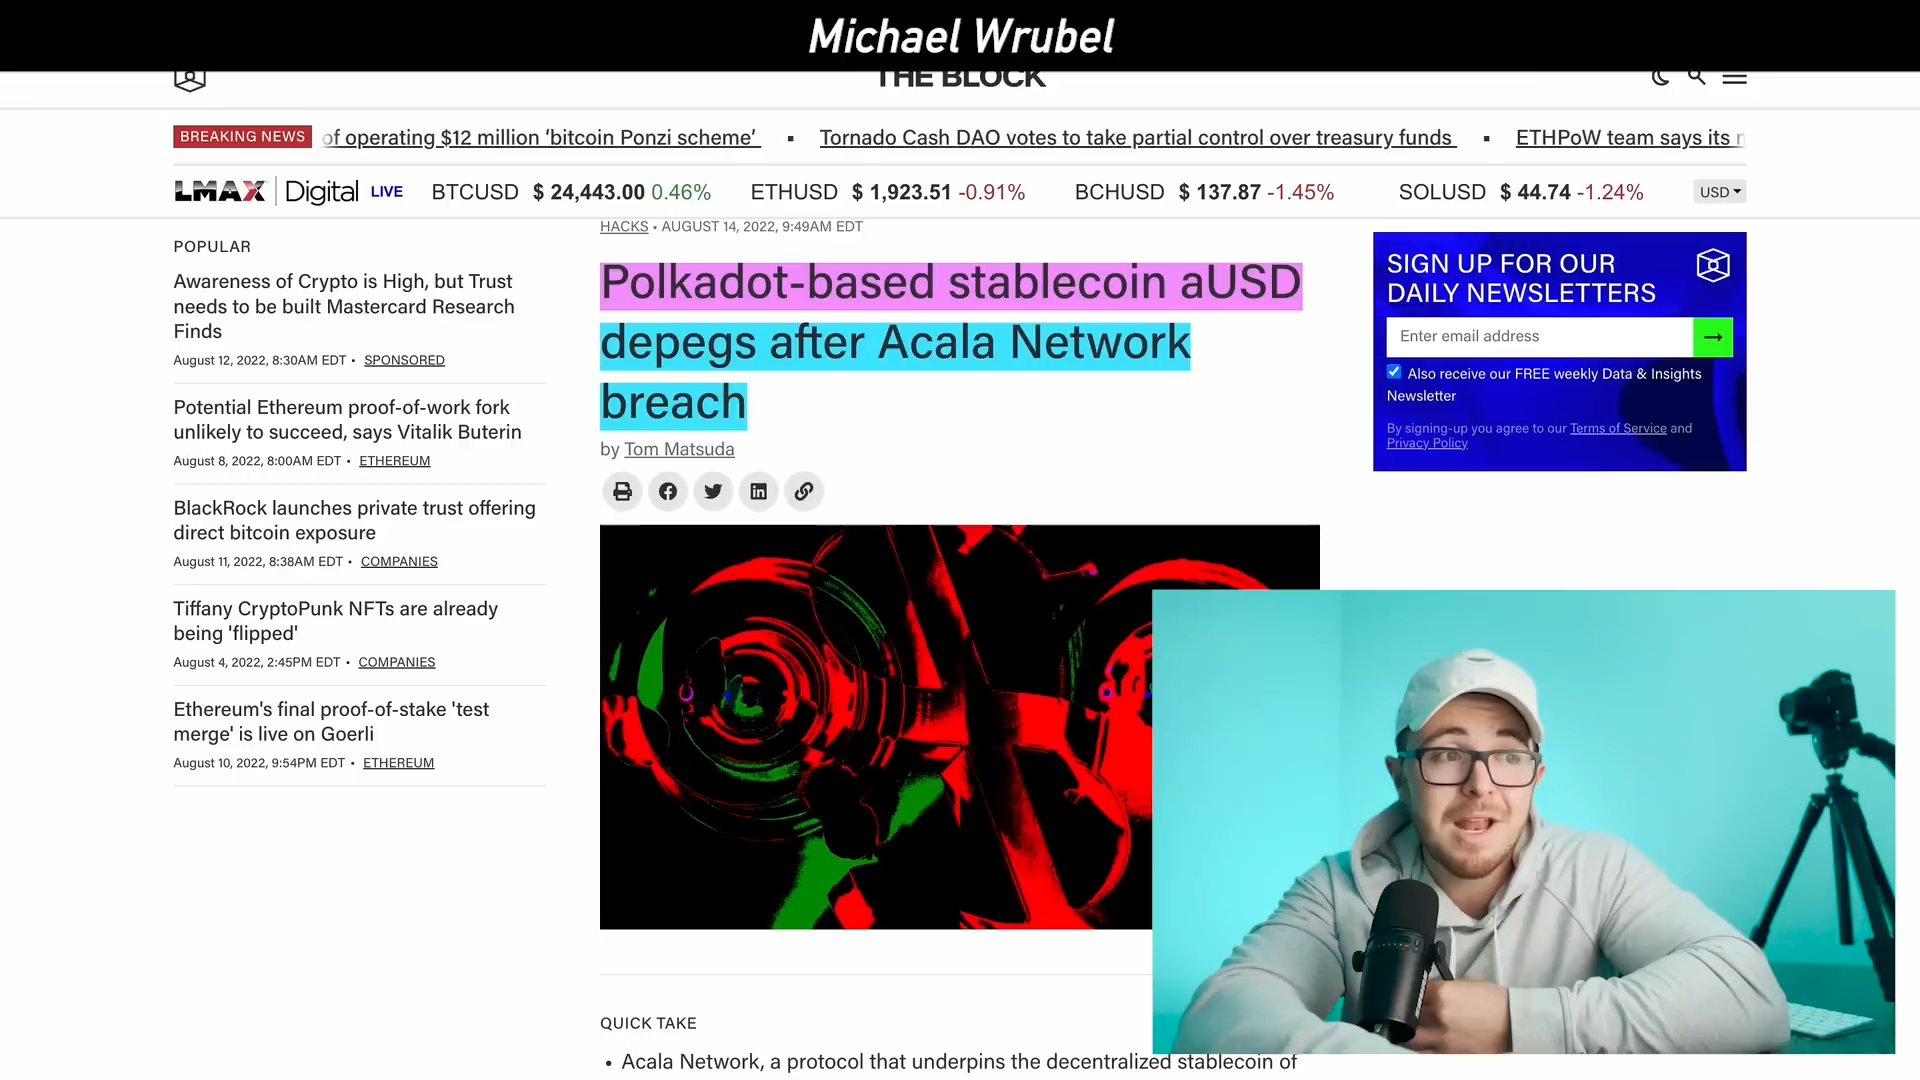 Michael Wrubel
THE BLOCK
BREAKING NEWS of operating $12 million ‘bitcoin Ponzi scheme’ ▪ Tornado Cash DAO votes to take partial control over treasury funds ▪ ETHPoW team says its
LMAX Digital LIVE BTCUSD $ 24,443.00 0.46% ETHUSD $ 1,923.51 -0.91% BCHUSD $ 137.87 -1.45% SOLUSD $ 44.74 -1.24% USD
POPULAR
Awareness of Crypto is High, but Trust
needs to be built Mastercard Research
Finds
August 12, 2022, 8:30AM EDT • SPONSORED
Potential Ethereum proof-of-work fork
unlikely to succeed, says Vitalik Buterin
August 8, 2022, 8:00AM EDT • ETHEREUM
BlackRock launches private trust offering
direct bitcoin exposure
August 11, 2022, 8:38AM EDT • COMPANIES
Tiffany CryptoPunk NFTs are already
being 'flipped'
August 4, 2022, 2:45PM EDT • COMPANIES
Ethereum's final proof-of-stake 'test
merge' is live on Goerli
August 10, 2022, 9:54PM EDT • ETHEREUM
HACKS • AUGUST 14, 2022, 9:49AM EDT
Polkadot-based stablecoin aUSD
depegs after Acala Network
breach
by Tom Matsuda
QUICK TAKE
• Acala Network, a protocol that underpins the decentralized stablecoin of
SIGN UP FOR OUR
DAILY NEWSLETTERS
Enter email address →
Also receive our FREE weekly Data & Insights
Newsletter
By signing-up you agree to our Terms of Service and
Privacy Policy